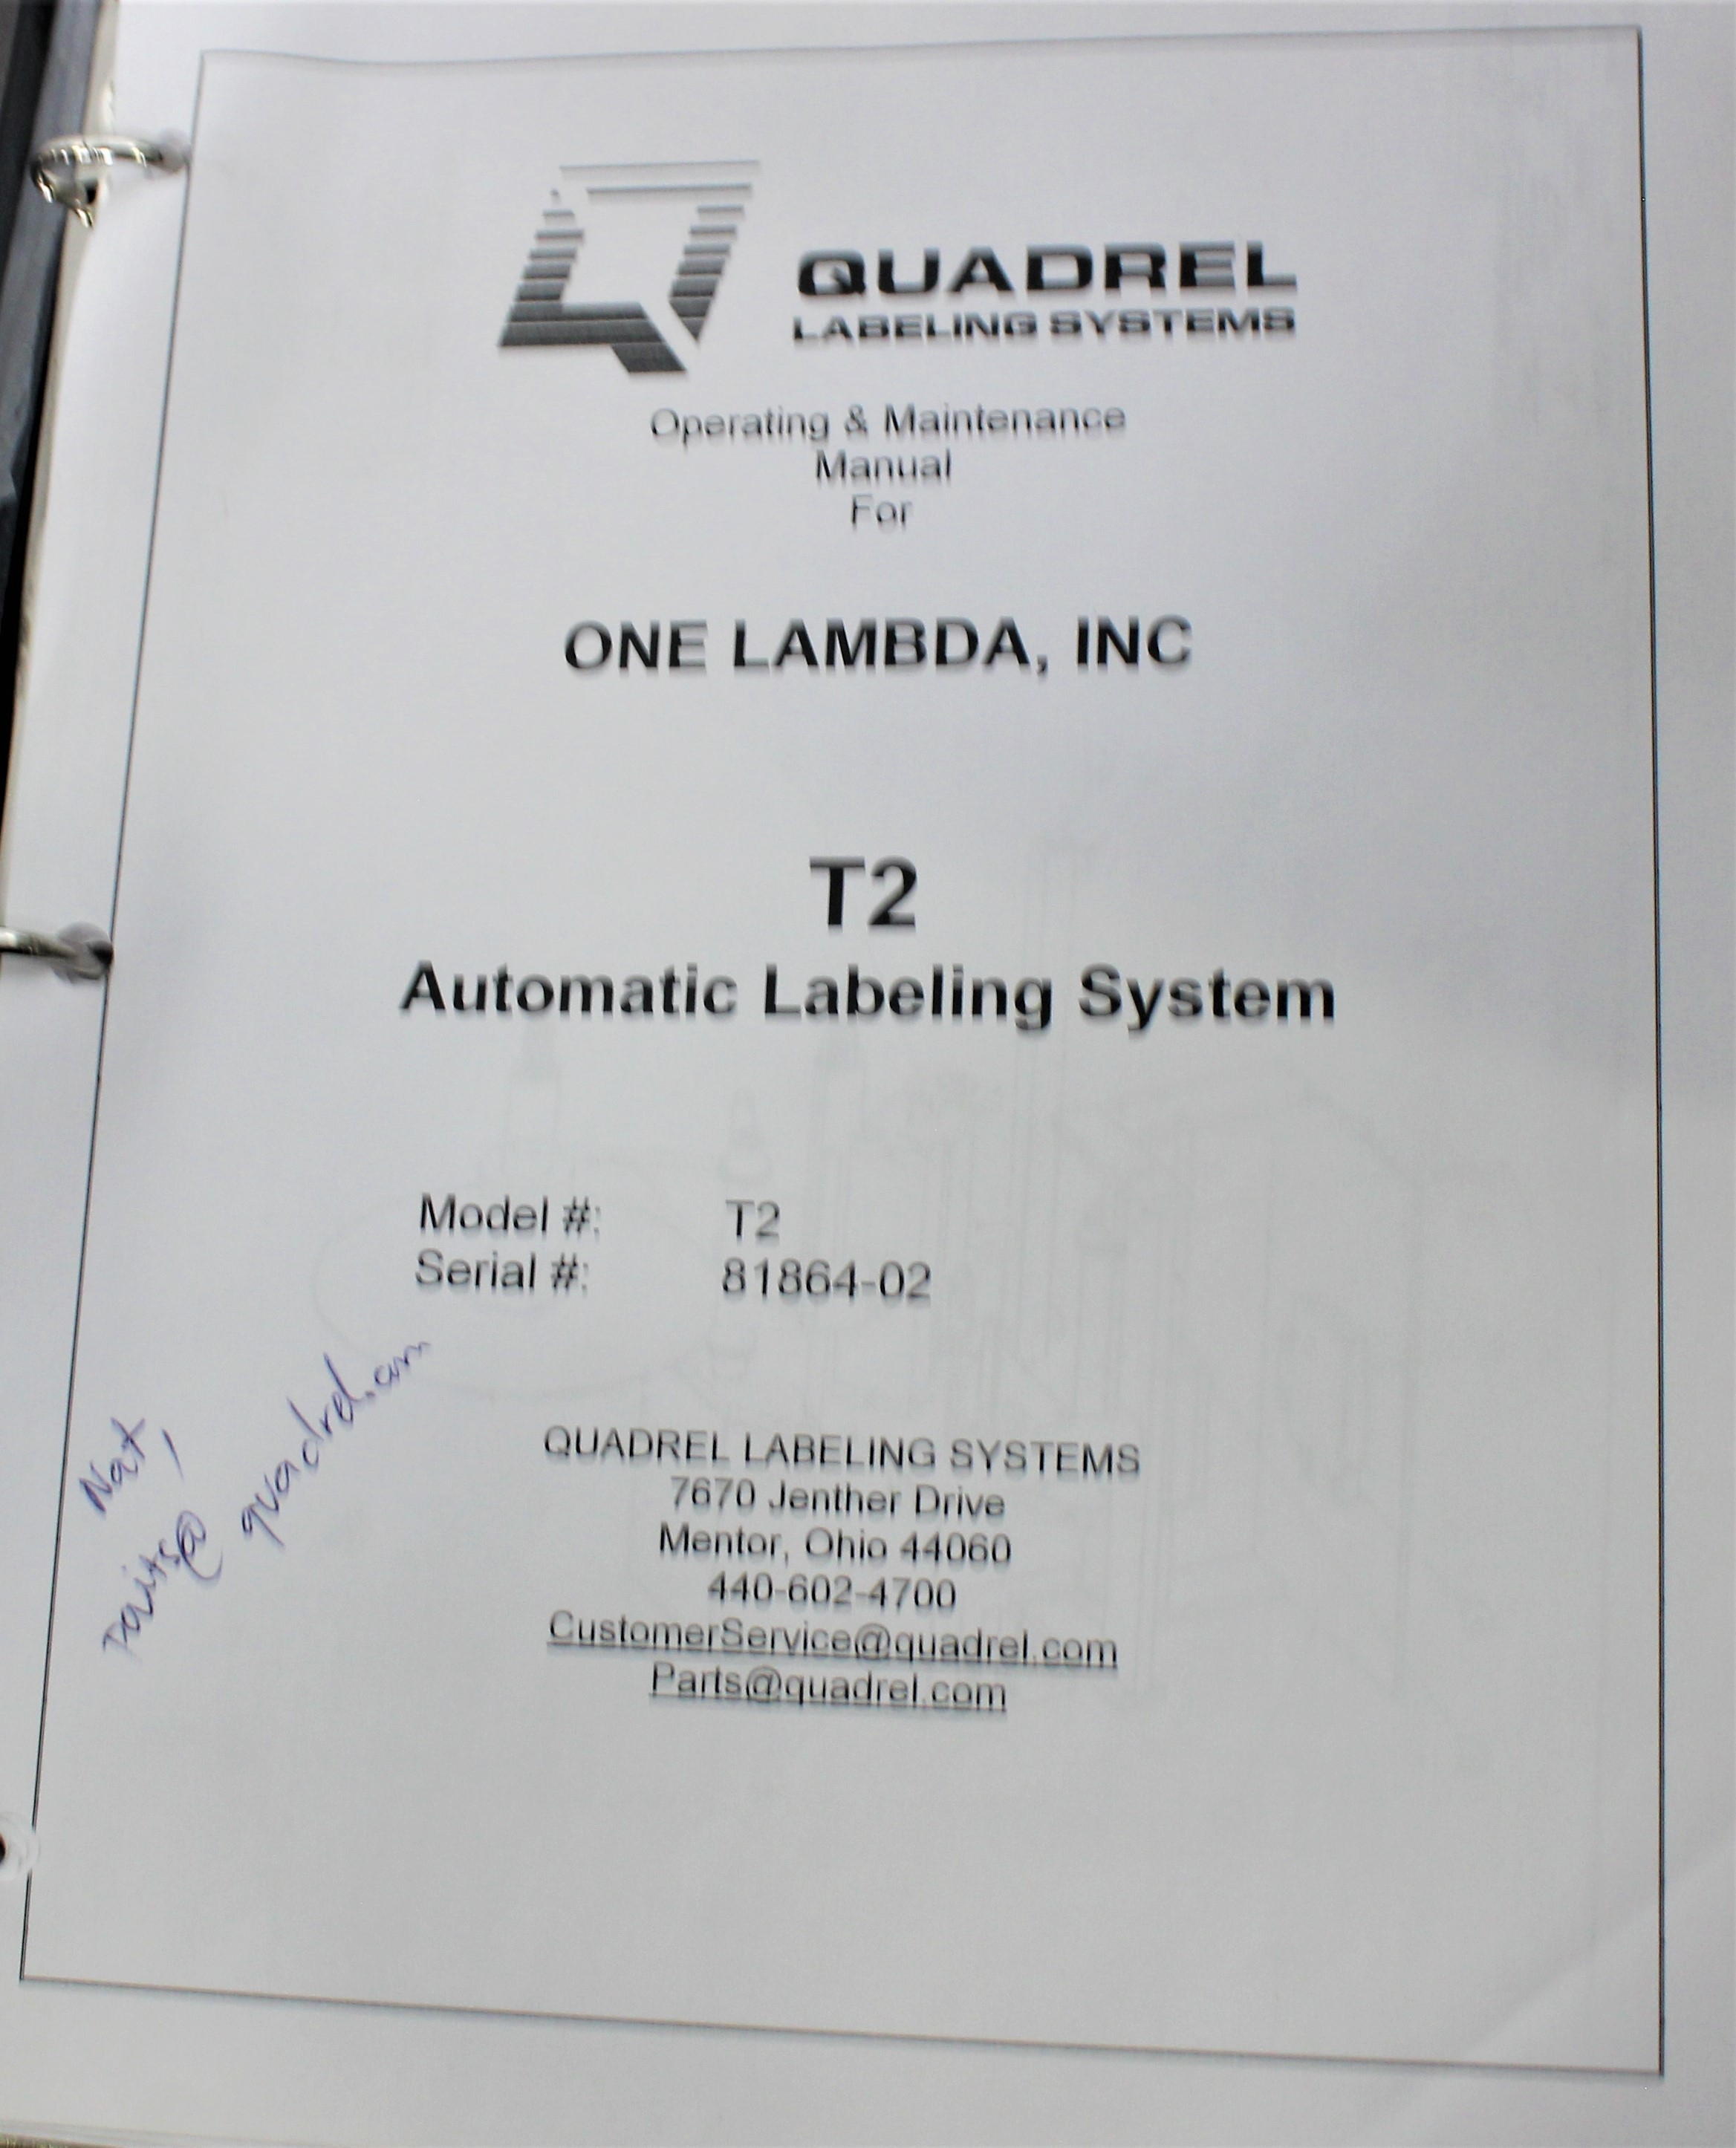 QUADREL
LABELING SYSTEMS
Operating & Maintenance
Manual
For
ONE LAMBDA, INC
T2
Automatic Labeling System
Model #: T2
Serial #: 81864-02
QUADREL LABELING SYSTEMS
7670 Jenther Drive
Mentor, Ohio 44060
440-602-4700
CustomerService@quadrel.com
Parts@quadrel.com
Nat,
quadrel.com